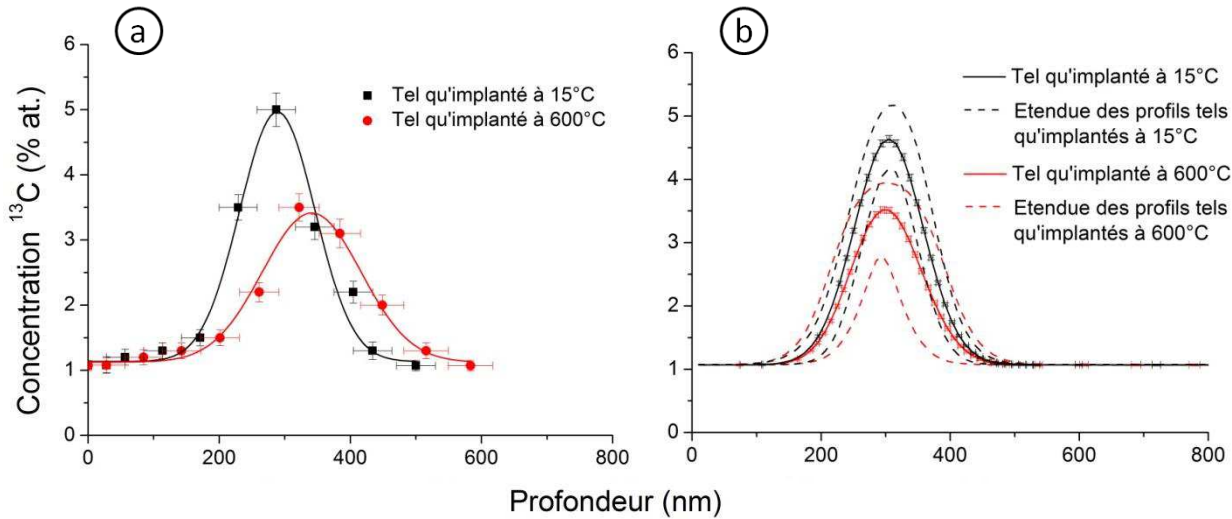 a
b
6
5
4
3
2
1
0
0
200
400
600
800
Tel qu'implanté à 15°C
Tel qu'implanté à 600°C
Concentration ¹³C (% at.)
6
5
4
3
2
1
0
0
200
400
600
800
Tel qu'implanté à 15°C
Etendue des profils tels
qu'implantés à 15°C
Tel qu'implanté à 600°C
Etendue des profils tels
qu'implantés à 600°C
Profondeur (nm)